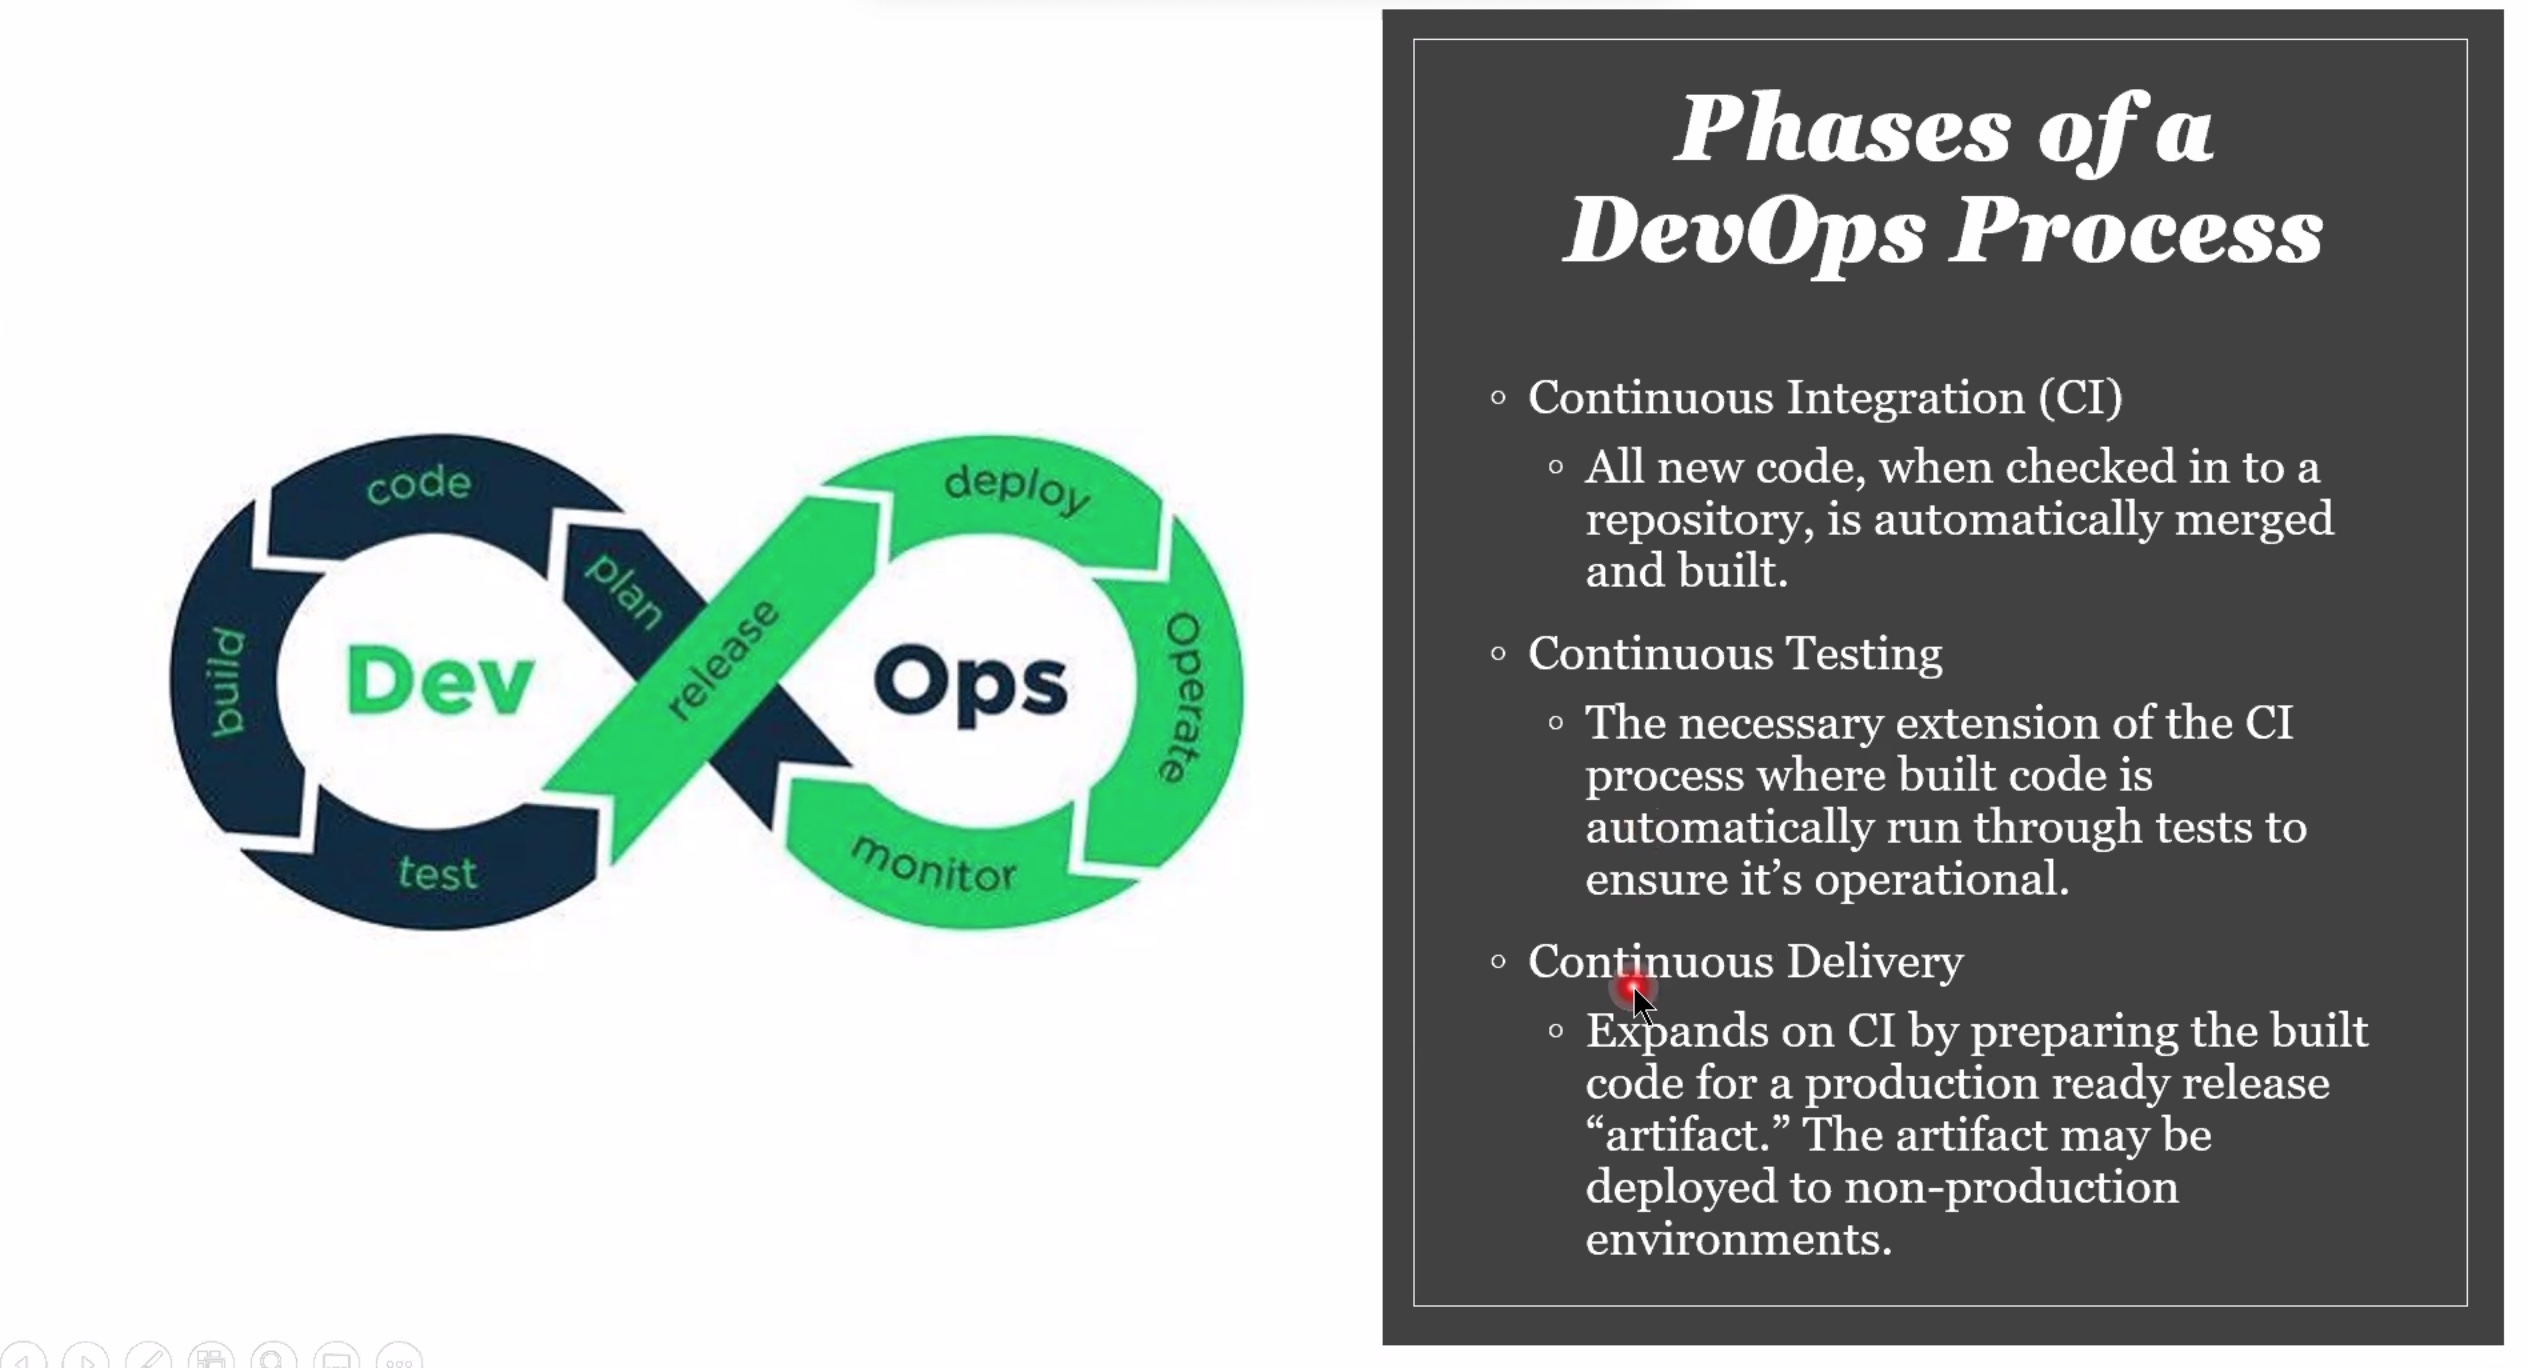 Phases of a
DevOps Process
◦ Continuous Integration (CI)
◦ All new code, when checked in to a
repository, is automatically merged
and built.
◦ Continuous Testing
◦ The necessary extension of the CI
process where built code is
automatically run through tests to
ensure it’s operational.
◦ Continuous Delivery
◦ Expands on CI by preparing the built
code for a production ready release
“artifact.” The artifact may be
deployed to non-production
environments.
code
plan
build
Dev
test
release
deploy
Ops
Operate
monitor